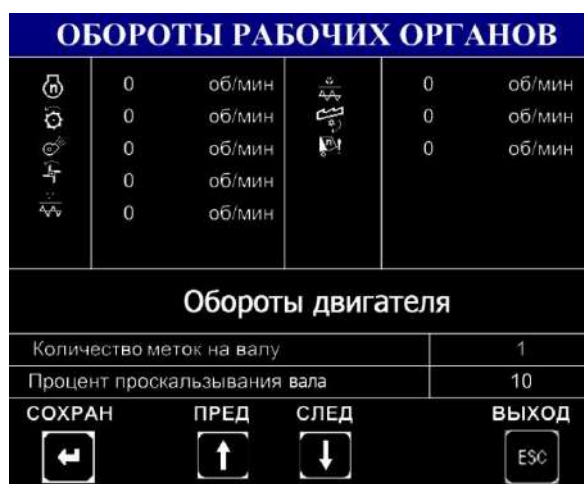 ОБОРОТЫ РАБОЧИХ ОРГАНОВ
n 0 об/мин 0 об/мин
0 об/мин 0 об/мин
0 об/мин n ! 0 об/мин
0 об/мин
0 об/мин
Обороты двигателя
Количество меток на валу 1
Процент проскальзывания вала 10
СОХРАН ПРЕД СЛЕД ВЫХОД
ESC